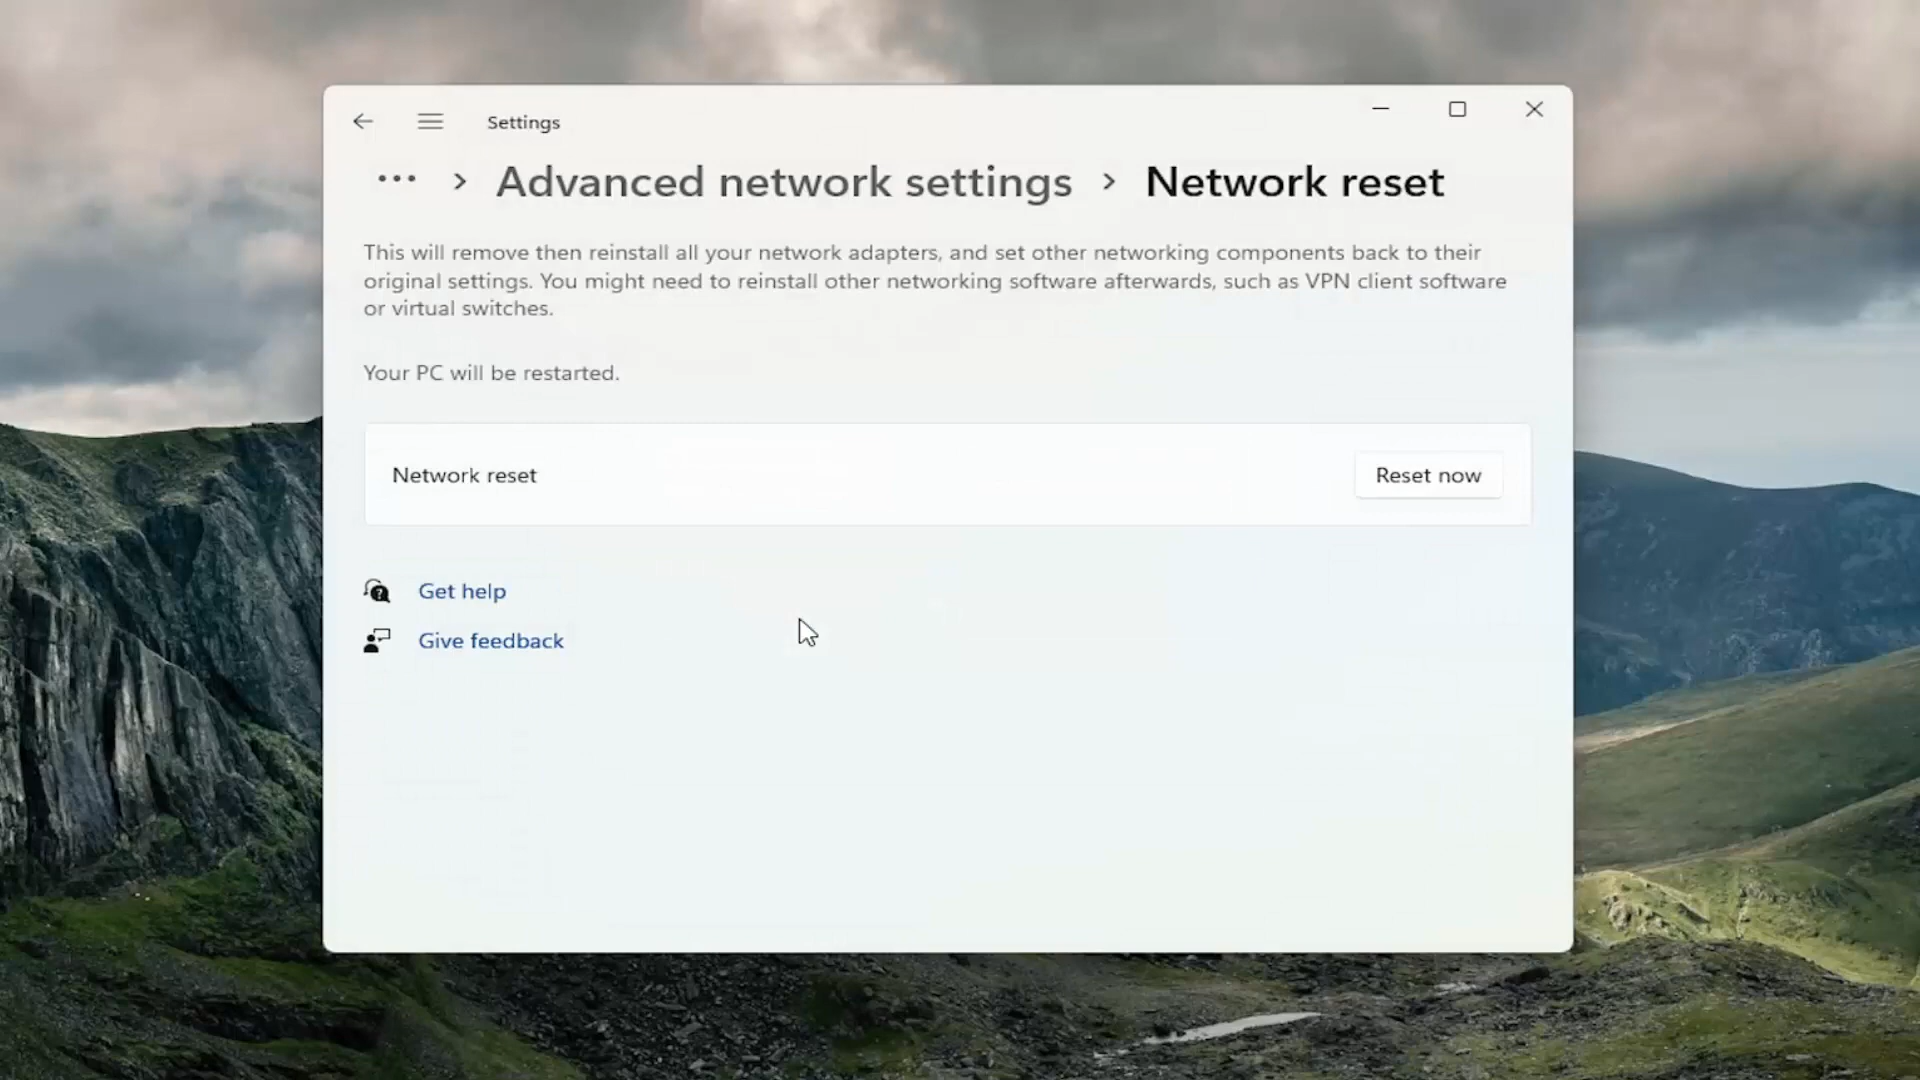 Settings
... > Advanced network settings > Network reset
This will remove then reinstall all your network adapters, and set other networking components back to their
original settings. You might need to reinstall other networking software afterwards, such as VPN client software
or virtual switches.
Your PC will be restarted.
Network reset
Reset now
Get help
Give feedback